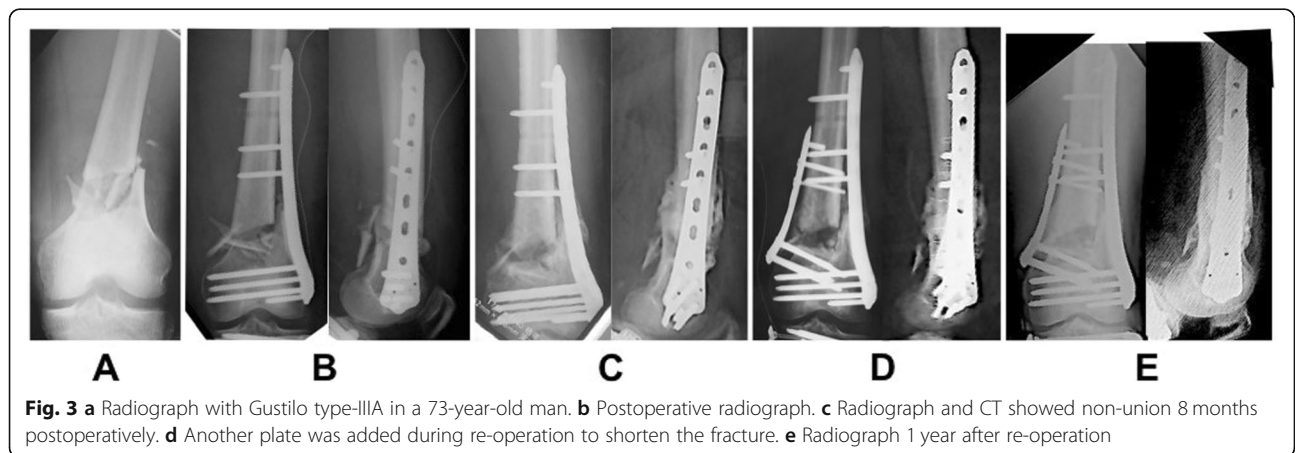 A B C D E
Fig. 3 a Radiograph with Gustilo type-IIIA in a 73-year-old man. b Postoperative radiograph. c Radiograph and CT showed non-union 8 months
postoperatively. d Another plate was added during re-operation to shorten the fracture. e Radiograph 1 year after re-operation